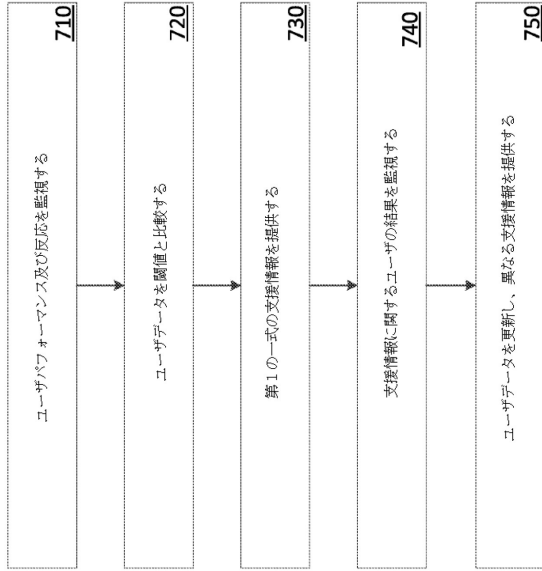 710
ユーザパフォーマンス及び反応を監視する
720
ユーザデータを閾値と比較する
730
第1の一式の支援情報を提供する
740
支援情報に関するユーザの結果を監視する
750
ユーザデータを更新し、異なる支援情報を提供する